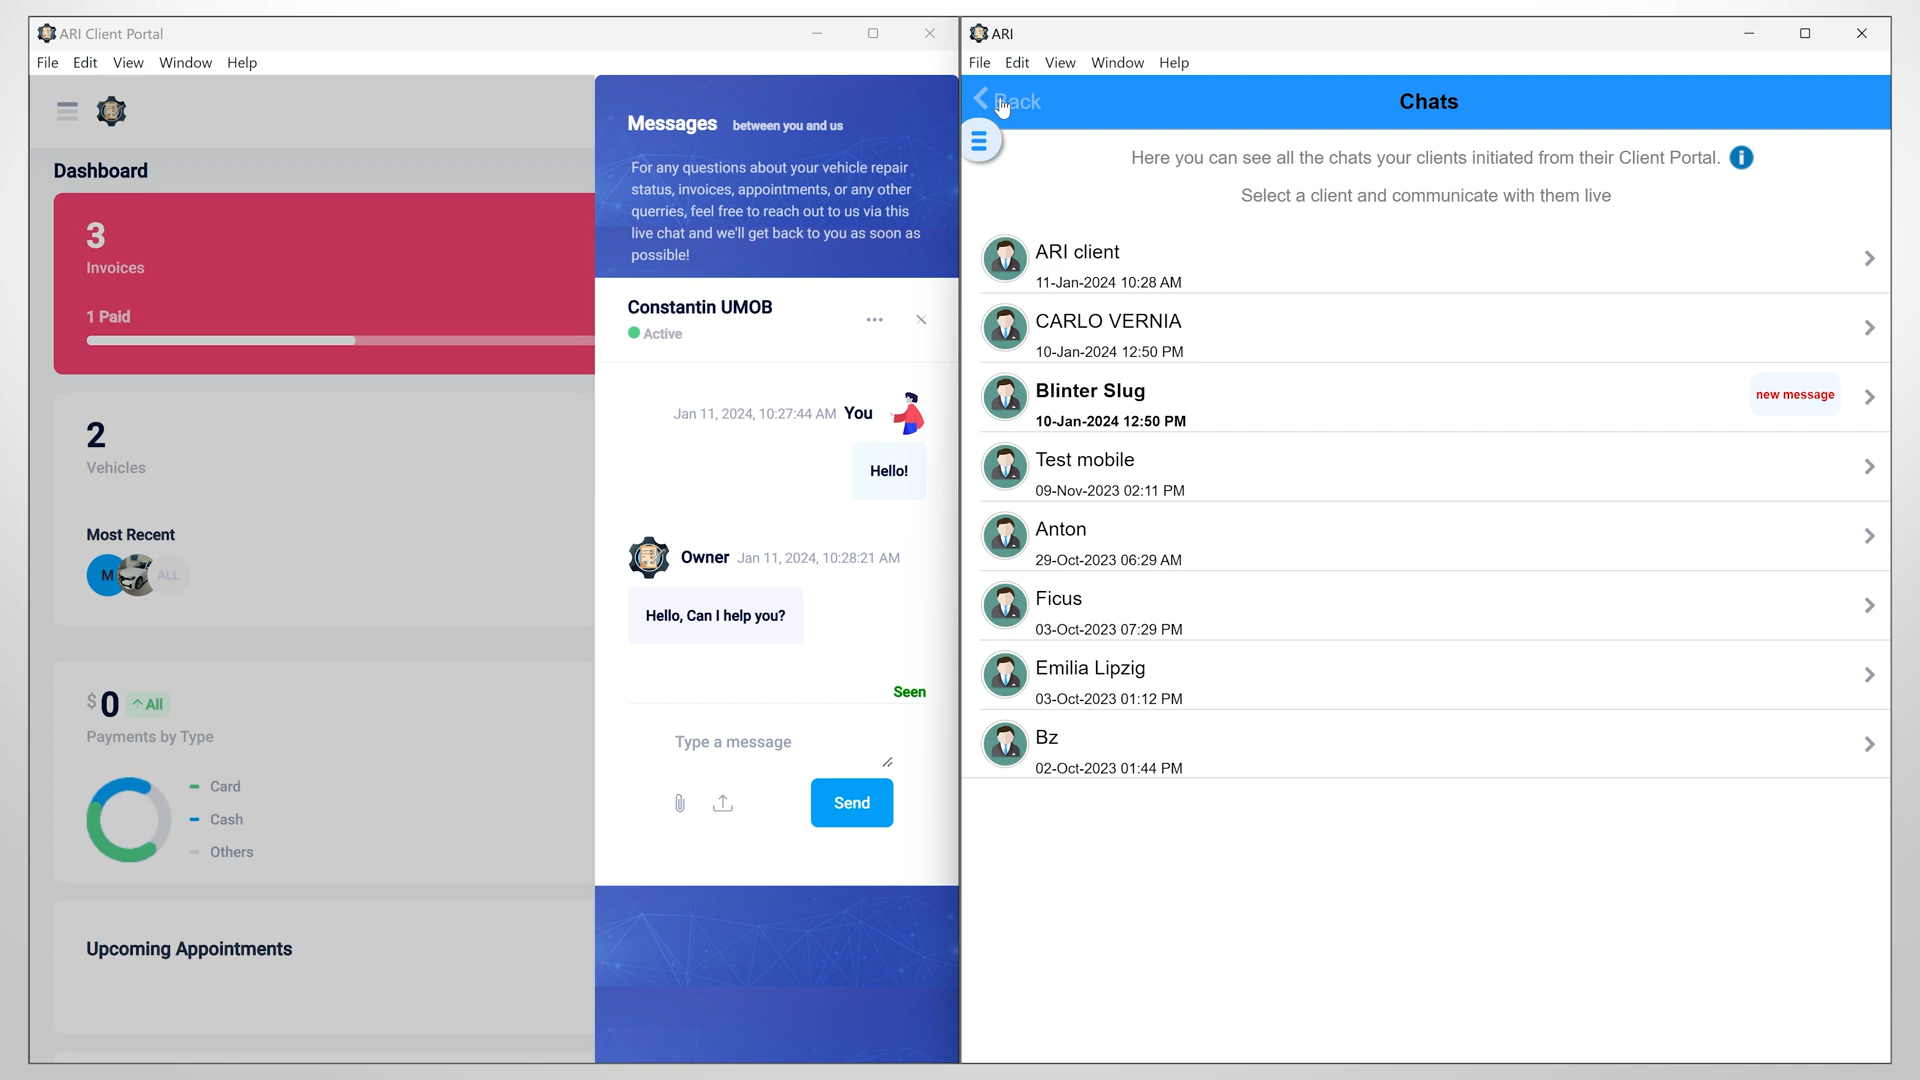 ARI Client Portal
File Edit View Window Help
Dashboard
3
Invoices
1 Paid
2
Vehicles
Most Recent
M ALL
$0 All
Payments by Type
Card
Cash
Others
Upcoming Appointments
Messages between you and us
For any questions about your vehicle repair
status, invoices, appointments, or any other
querries, feel free to reach out to us via this
live chat and we'll get back to you as soon as
possible!
Constantin UMOB
Active
Jan 11, 2024, 10:27:44 AM You
Hello!
Owner Jan 11, 2024, 10:28:21 AM
Hello, Can I help you?
Seen
Type a message
Send
ARI
File Edit View Window Help
Back
Chats
Here you can see all the chats your clients initiated from their Client Portal.
Select a client and communicate with them live
ARI client
11-Jan-2024 10:28 AM
CARLO VERNIA
10-Jan-2024 12:50 PM
Blinter Slug
10-Jan-2024 12:50 PM
new message
Test mobile
09-Nov-2023 02:11 PM
Anton
29-Oct-2023 06:29 AM
Ficus
03-Oct-2023 07:29 PM
Emilia Lipzig
03-Oct-2023 01:12 PM
Bz
02-Oct-2023 01:44 PM